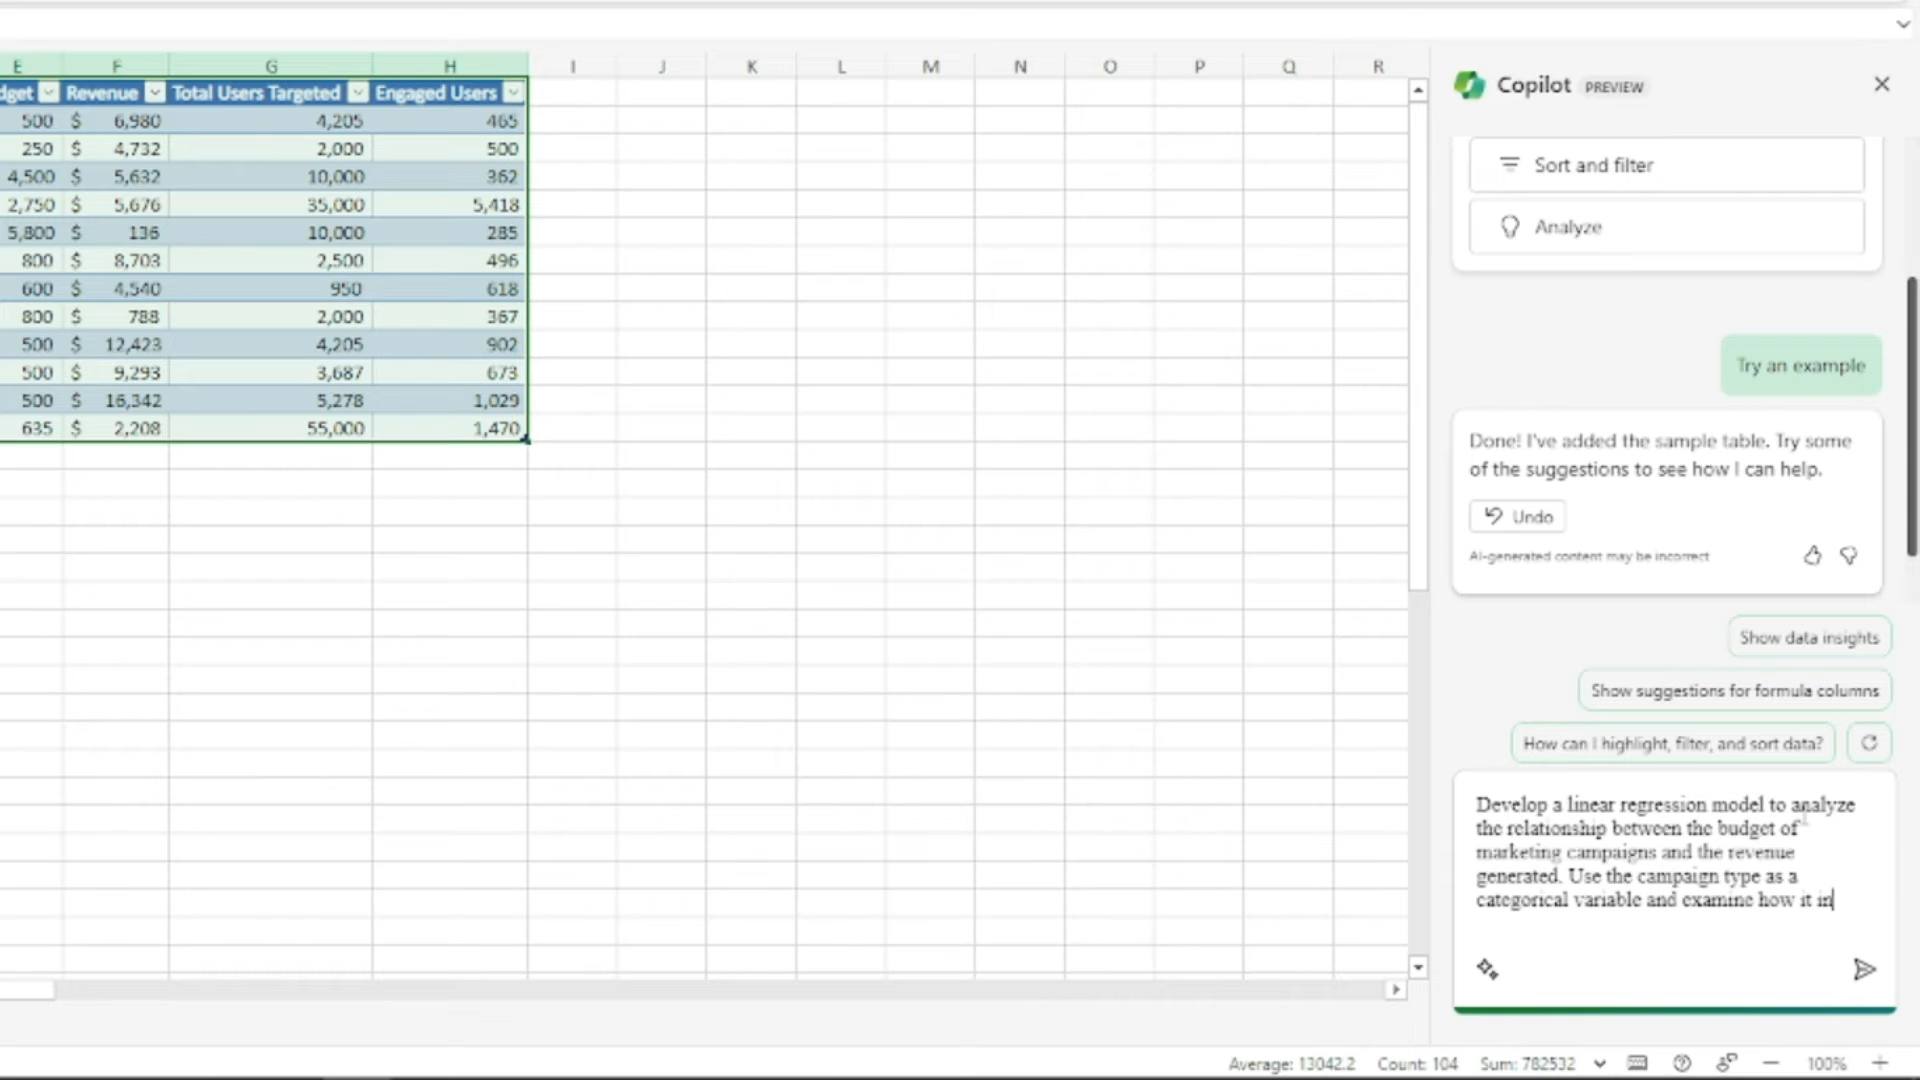 E F G H I J K L M N O P Q R
dget Revenue Total Users Targeted Engaged Users
500 $ 6,980 4,205 465
250 $ 4,732 2,000 500
4,500 $ 5,632 10,000 362
2,750 $ 5,676 35,000 5,418
5,800 $ 136 10,000 285
800 $ 8,703 2,500 496
600 $ 4,540 950 618
800 $ 788 2,000 367
500 $ 12,423 4,205 902
500 $ 9,293 3,687 673
500 $ 16,342 5,278 1,029
635 $ 2,208 55,000 1,470
Copilot PREVIEW
Sort and filter
Analyze
Try an example
Done! I've added the sample table. Try some
of the suggestions to see how I can help.
Undo
AI-generated content may be incorrect
Show data insights
Show suggestions for formula columns
How can I highlight, filter, and sort data?
Develop a linear regression model to analyze
the relationship between the budget of
marketing campaigns and the revenue
generated. Use the campaign type as a
categorical variable and examine how it in
Average: 13042.2 Count: 104 Sum: 782532 100%